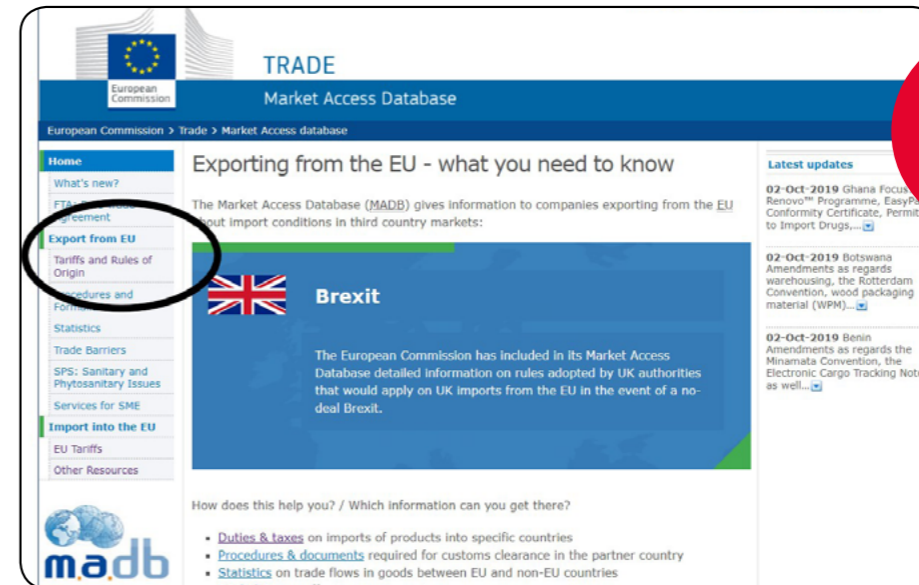 European
Commission
TRADE
Market Access Database
European Commission > Trade > Market Access database
Home
What's new?
FTA:
Agreement
Export from EU
Tariffs and Rules of
Origin
Procedures and
Statistics
Trade Barriers
SPS: Sanitary and
Phytosanitary Issues
Services for SME
Import into the EU
EU Tariffs
Other Resources
madb
Exporting from the EU - what you need to know
The Market Access Database (MADB) gives information to companies exporting from the EU
about import conditions in third country markets:
Brexit
The European Commission has included in its Market Access
Database detailed information on rules adopted by UK authorities
that would apply on UK imports from the EU in the event of a no-
deal Brexit.
How does this help you? / Which information can you get there?
• Duties & taxes on imports of products into specific countries
• Procedures & documents required for customs clearance in the partner country
• Statistics on trade flows in goods between EU and non-EU countries
Latest updates
02-Oct-2019 Ghana Focus
Renovo™ Programme,
Conformity Certificate, Permit
to Import Drugs,...
02-Oct-2019 Botswana
Amendments as regards
warehousing, the Rotterdam
Convention, wood packaging
material (WPM)...
02-Oct-2019 Benin
Amendments as regards the
Minamata Convention, the
Electronic Cargo Tracking Note
as well...